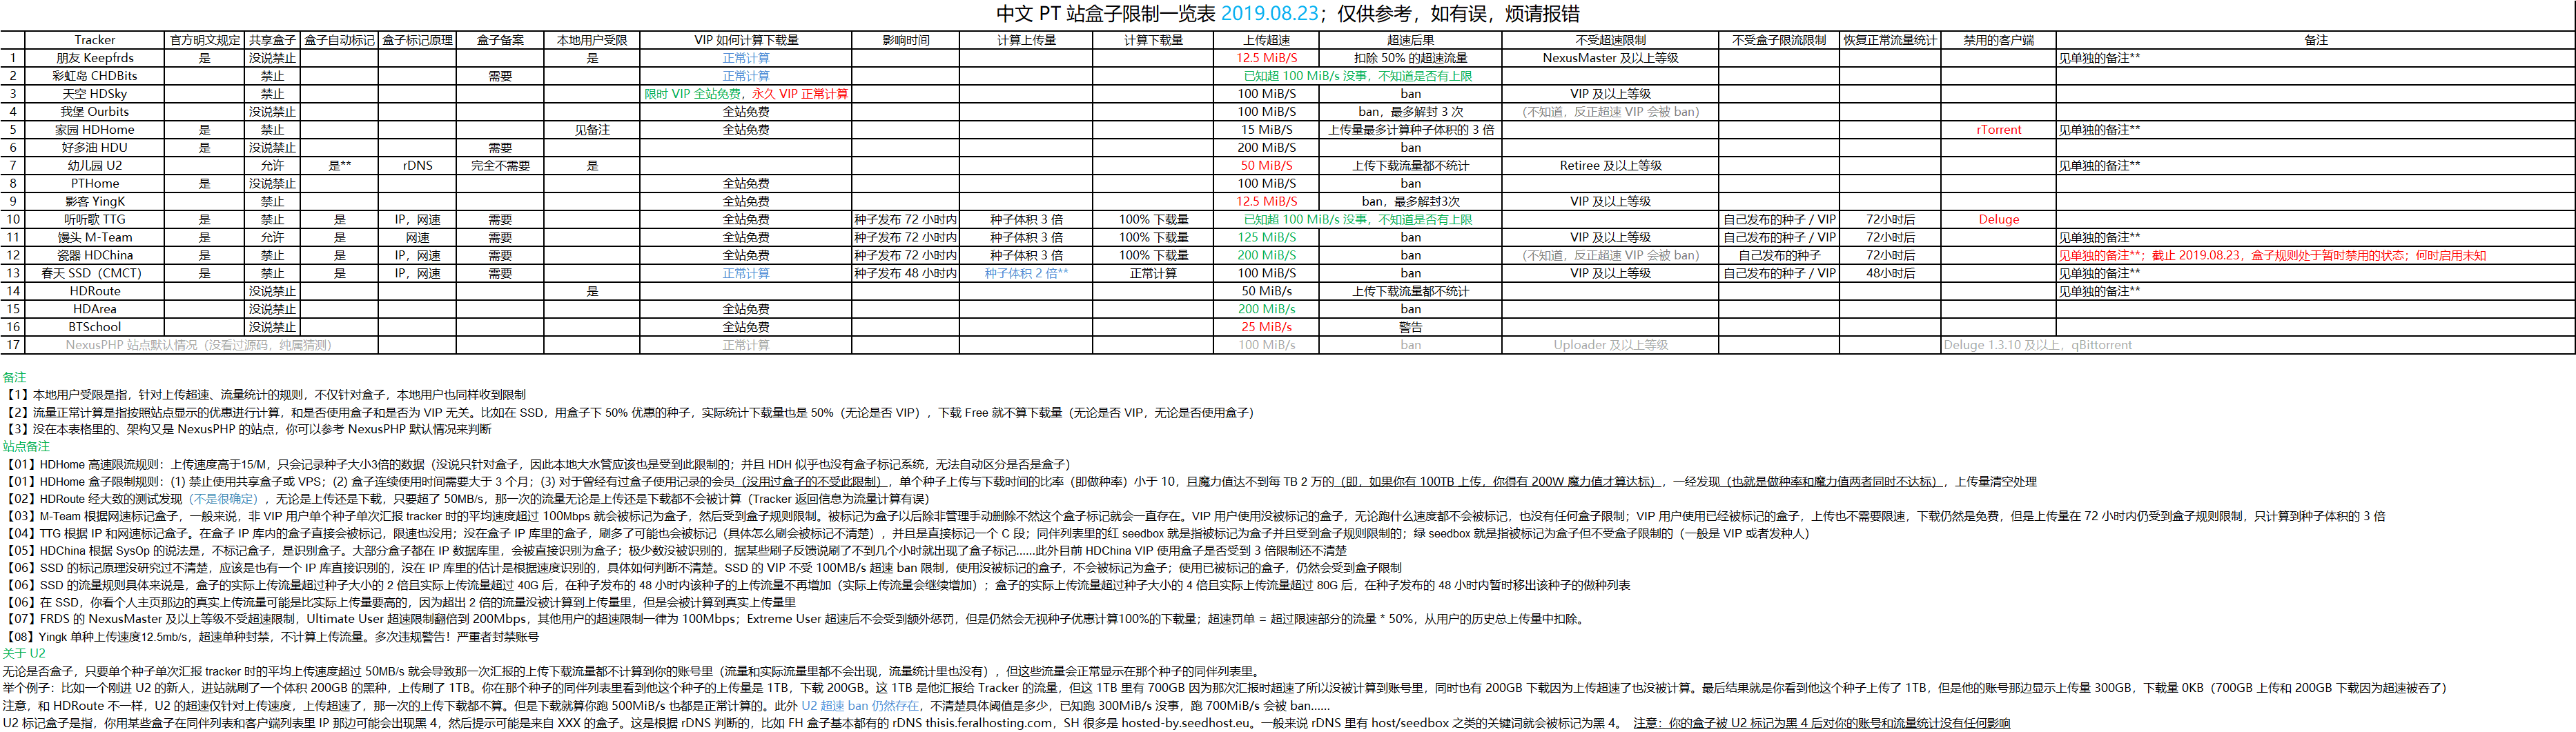 中文 PT 站盒子限制一览表 2019.08.23；仅供参考，如有误，烦请报错
Tracker 官方明文规定 共享盒子 盒子自动标记 盒子标记原理 盒子备案 本地用户受限 VIP 如何计算下载量 影响时间 计算上传量 计算下载量 上传超速 超速后果 不受超速限制 不受盒子限流限制 恢复正常流量统计 禁用的客户端 备注
1 朋友 Keepfrds 是 没说禁止 是 正常计算 12.5 MiB/S 扣除 50% 的超速流量 NexusMaster 及以上等级 见单独的备注**
2 彩虹岛 CHDBits 禁止 需要 正常计算 已知超 100 MiB/s 没事，不知道是否有上限
3 天空 HDSky 禁止 限时 VIP 全站免费，永久 VIP 正常计算 100 MiB/S ban VIP 及以上等级
4 我堡 Ourbits 没说禁止 全站免费 100 MiB/S ban，最多解封 3 次 （不知道，反正超速 VIP 会被 ban）
5 家园 HDHome 是 禁止 见备注 全站免费 15 MiB/S 上传量最多计算种子体积的 3 倍 rTorrent 见单独的备注**
6 好多油 HDU 是 没说禁止 需要 200 MiB/S ban
7 幼儿园 U2 允许 是** rDNS 完全不需要 是 50 MiB/S 上传下载流量都不统计 Retiree 及以上等级 见单独的备注**
8 PTHome 是 没说禁止 全站免费 100 MiB/S ban
9 影客 YingK 禁止 全站免费 12.5 MiB/S ban，最多解封3次 VIP 及以上等级
10 听听歌 TTG 是 禁止 是 IP，网速 需要 全站免费 种子发布 72 小时内 种子体积 3 倍 100% 下载量 已知超 100 MiB/s 没事，不知道是否有上限 自己发布的种子 / VIP 72小时后 Deluge
11 馒头 M-Team 是 允许 是 网速 需要 全站免费 种子发布 72 小时内 种子体积 3 倍 100% 下载量 125 MiB/S ban VIP 及以上等级 自己发布的种子 / VIP 72小时后 见单独的备注**
12 瓷器 HDChina 是 禁止 是 IP，网速 需要 全站免费 种子发布 72 小时内 种子体积 3 倍 100% 下载量 200 MiB/S ban （不知道，反正超速 VIP 会被 ban） 自己发布的种子 72小时后 见单独的备注**；截止 2019.08.23，盒子规则处于暂时禁用的状态；何时启用未知
13 春天 SSD（CMCT） 是 禁止 是 IP，网速 需要 正常计算 种子发布 48 小时内 种子体积 2 倍** 正常计算 100 MiB/S ban VIP 及以上等级 自己发布的种子 / VIP 48小时后 见单独的备注**
14 HDRoute 没说禁止 是 50 MiB/s 上传下载流量都不统计 见单独的备注**
15 HDArea 没说禁止 全站免费 200 MiB/s ban
16 BTSchool 没说禁止 全站免费 25 MiB/s 警告
17 NexusPHP 站点默认情况（没看过源码，纯属猜测） 正常计算 100 MiB/s ban Uploader 及以上等级 Deluge 1.3.10 及以上，qBittorrent
备注
【1】本地用户受限是指，针对上传超速、流量统计的规则，不仅针对盒子，本地用户也同样收到限制
【2】流量正常计算是指按照站点显示的优惠进行计算，和是否使用盒子和是否为 VIP 无关。比如在 SSD，用盒子下 50% 优惠的种子，实际统计下载量也是 50%（无论是否 VIP），下载 Free 就不算下载量（无论是否 VIP，无论是否使用盒子）
【3】没在本表格里的、架构又是 NexusPHP 的站点，你可以参考 NexusPHP 默认情况来判断
站点备注
【01】HDHome 高速限流规则：上传速度高于15/M，只会记录种子大小3倍的数据（没说只针对盒子，因此本地大水管应该也是受到此限制的；并且 HDH 似乎也没有盒子标记系统，无法自动区分是否是盒子）
【01】HDHome 盒子限制规则：(1) 禁止使用共享盒子或 VPS；(2) 盒子连续使用时间需要大于 3 个月；(3) 对于曾经有过盒子使用记录的会员（没用过盒子的不受此限制），单个种子上传与下载时间的比率（即做种率）小于 10，且魔力值达不到每 TB 2 万的（即，如果你有 100TB 上传，你得有 200W 魔力值才算达标），一经发现（也就是做种率和魔力值两者同时不达标），上传量清空处理
【02】HDRoute 经大致的测试发现（不是很确定），无论是上传还是下载，只要超了 50MB/s，那一次的流量无论是上传还是下载都不会被计算（Tracker 返回信息为流量计算有误）
【03】M-Team 根据网速标记盒子，一般来说，非 VIP 用户单个种子单次汇报 tracker 时的平均速度超过 100Mbps 就会被标记为盒子，然后受到盒子规则限制。被标记为盒子以后除非管理手动删除不然这个盒子标记就会一直存在。VIP 用户使用没被标记的盒子，无论跑什么速度都不会被标记，也没有任何盒子限制；VIP 用户使用已经被标记的盒子，上传也不需要限速，下载仍然是免费，但是上传量在 72 小时内仍受到盒子规则限制，只计算到种子体积的 3 倍
【04】TTG 根据 IP 和网速标记盒子。在盒子 IP 库内的盒子直接会被标记，限速也没用；没在盒子 IP 库里的盒子，刷多了可能也会被标记（具体怎么刷会被标记不清楚），并且是直接标记一个 C 段；同伴列表里的红 seedbox 就是指被标记为盒子并且受到盒子规则限制的；绿 seedbox 就是指被标记为盒子但不受盒子限制的（一般是 VIP 或者发种人）
【05】HDChina 根据 SysOp 的说法是，不标记盒子，是识别盒子。大部分盒子都在 IP 数据库里，会被直接识别为盒子；极少数没被识别的，据某些刷子反馈说刷了不到几个小时就出现了盒子标记……此外目前 HDChina VIP 使用盒子是否受到 3 倍限制还不清楚
【06】SSD 的标记原理没研究过不清楚，应该是也有一个 IP 库直接识别的，没在 IP 库里的估计是根据速度识别的，具体如何判断不清楚。SSD 的 VIP 不受 100MB/s 超速 ban 限制，使用没被标记的盒子，不会被标记为盒子；使用已被标记的盒子，仍然会受到盒子限制
【06】SSD 的流量规则具体来说是，盒子的实际上传流量超过种子大小的 2 倍且实际上传流量超过 40G 后，在种子发布的 48 小时内该种子的上传流量不再增加（实际上传流量会继续增加）；盒子的实际上传流量超过种子大小的 4 倍且实际上传流量超过 80G 后，在种子发布的 48 小时内暂时移出该种子的做种列表
【06】在 SSD，你看个人主页那边的真实上传流量可能是比实际上传量要高的，因为超出 2 倍的流量没被计算到上传量里，但是会被计算到真实上传量里
【07】FRDS 的 NexusMaster 及以上等级不受超速限制，Ultimate User 超速限制翻倍到 200Mbps，其他用户的超速限制一律为 100Mbps；Extreme User 超速后不会受到额外惩罚，但是仍然会无视种子优惠计算100%的下载量；超速罚单 = 超过限速部分的流量 * 50%，从用户的历史总上传量中扣除。
【08】Yingk 单种上传速度12.5mb/s，超速单种封禁，不计算上传流量。多次违规警告！严重者封禁账号
关于 U2
无论是否盒子，只要单个种子单次汇报 tracker 时的平均上传速度超过 50MB/s 就会导致那一次汇报的上传下载流量都不计算到你的账号里（流量和实际流量里都不会出现，流量统计里也没有），但这些流量会正常显示在那个种子的同伴列表里。
举个例子：比如一个刚进 U2 的新人，进站就刷了一个体积 200GB 的黑种，上传刷了 1TB。你在那个种子的同伴列表里看到他这个种子的上传量是 1TB，下载 200GB。这 1TB 是他汇报给 Tracker 的流量，但这 1TB 里有 700GB 因为那次汇报时超速了所以没被计算到账号里，同时也有 200GB 下载因为上传超速了也没被计算。最后结果就是你看到他这个种子上传了 1TB，但是他的账号那边显示上传量 300GB，下载量 0KB（700GB 上传和 200GB 下载因为超速被吞了）
注意，和 HDRoute 不一样，U2 的超速仅针对上传速度，上传超速了，那一次的上传下载都不算。但是下载就算你跑 500MiB/s 也都是正常计算的。此外 U2 超速 ban 仍然存在，不清楚具体阈值是多少，已知跑 300MiB/s 没事，跑 700MiB/s 会被 ban……
U2 标记盒子是指，你用某些盒子在同伴列表和客户端列表里 IP 那边可能会出现黑 4，然后提示可能是来自 XXX 的盒子。这是根据 rDNS 判断的，比如 FH 盒子基本都有的 rDNS thisis.feralhosting.com，SH 很多是 hosted-by.seedhost.eu。一般来说 rDNS 里有 host/seedbox 之类的关键词就会被标记为黑 4。 注意：你的盒子被 U2 标记为黑 4 后对你的账号和流量统计没有任何影响